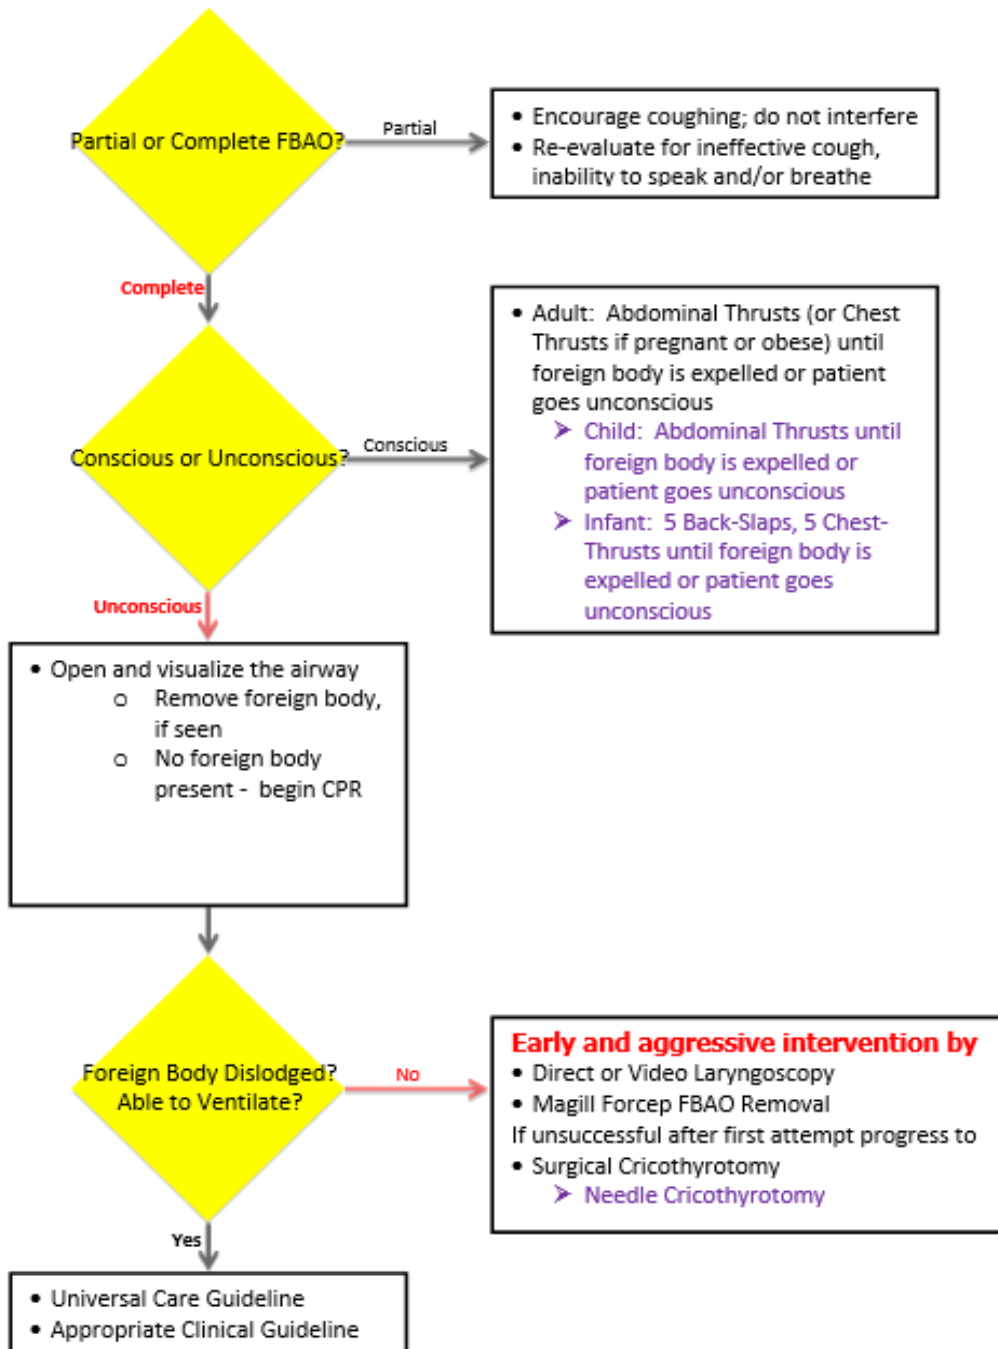 Partial or Complete FBAO?
Partial
• Encourage coughing; do not interfere
• Re-evaluate for ineffective cough,
inability to speak and/or breathe
Complete
Conscious or Unconscious?
Conscious
• Adult: Abdominal Thrusts (or Chest
Thrusts if pregnant or obese) until
foreign body is expelled or patient
goes unconscious
➢ Child: Abdominal Thrusts until
foreign body is expelled or
patient goes unconscious
➢ Infant: 5 Back-Slaps, 5 Chest-
Thrusts until foreign body is
expelled or patient goes
unconscious
Unconscious
• Open and visualize the airway
o Remove foreign body,
if seen
o No foreign body
present - begin CPR
Foreign Body Dislodged?
Able to Ventilate?
No
Early and aggressive intervention by
• Direct or Video Laryngoscopy
• Magill Forcep FBAO Removal
If unsuccessful after first attempt progress to
• Surgical Cricothyrotomy
➢ Needle Cricothyrotomy
Yes
• Universal Care Guideline
• Appropriate Clinical Guideline